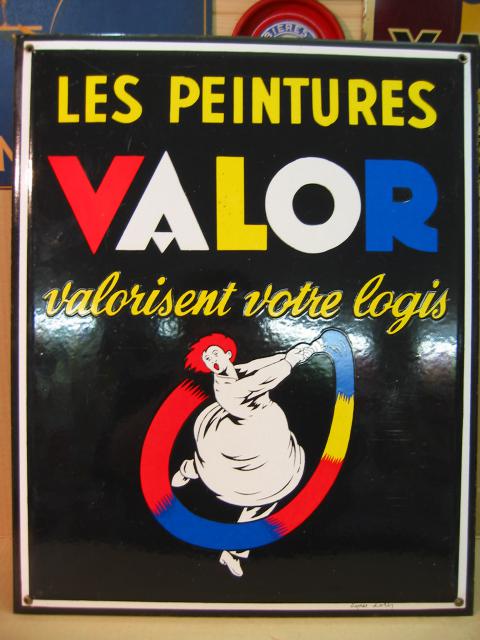 LES PEINTURES
VALOR
valorisent votre logis